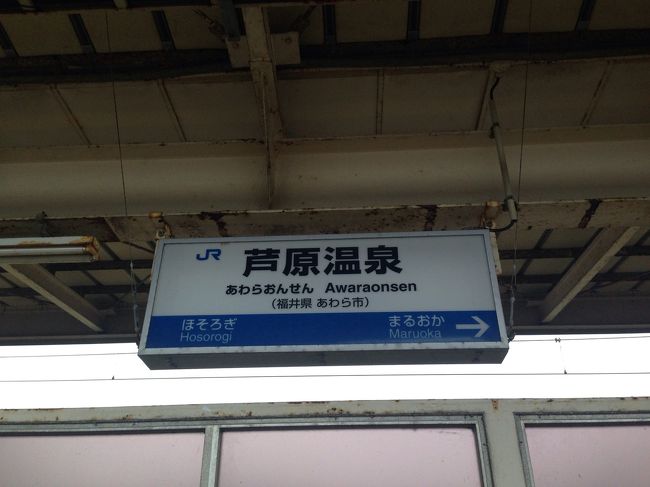 JR 芦原温泉
あわらおんせん Awaraonsen
（福井県 あわら市）
ほそろぎ まるおか
Hosorogi Maruoka